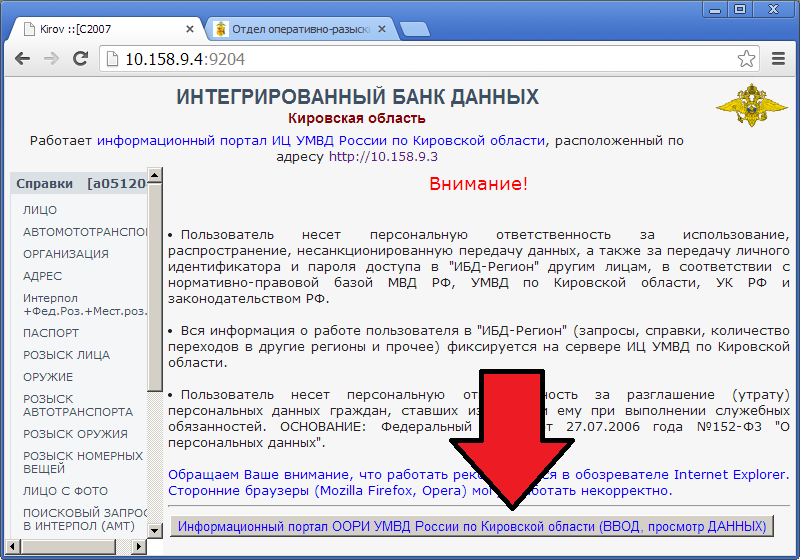 Kirov ::[C2007
Отдел оперативно-разыск
10.158.9.4:9204
ИНТЕГРИРОВАННЫЙ БАНК ДАННЫХ
Кировская область
Работает информационный портал ИЦ УМВД России по Кировской области, расположенный по
адресу http://10.158.9.3
Справки [a05120
ЛИЦО
АВТОМОТОТРАНСПО
ОРГАНИЗАЦИЯ
АДРЕС
Интерпол
+Фед.Роз.+Мест.роз.
ПАСПОРТ
РОЗЫСК ЛИЦА
ОРУЖИЕ
РОЗЫСК
АВТОТРАНСПОРТА
РОЗЫСК ОРУЖИЯ
РОЗЫСК НОМЕРНЫХ
ВЕЩЕЙ
ЛИЦО С ФОТО
ПОИСКОВЫЙ ЗАПРОС
В ИНТЕРПОЛ (АМТ)
Внимание!
• Пользователь несет персональную ответственность за использование,
распространение, несанкционированную передачу данных, а также за передачу личного
идентификатора и пароля доступа в "ИБД-Регион" другим лицам, в соответствии с
нормативно-правовой базой МВД РФ, УМВД по Кировской области, УК РФ и
законодательством РФ.
• Вся информация о работе пользователя в "ИБД-Регион" (запросы, справки, количество
переходов в другие регионы и прочее) фиксируется на сервере ИЦ УМВД по Кировской
области.
• Пользователь несет персональную от ность за разглашение (утрату)
персональных данных граждан, ставших из и ему при выполнении служебных
обязанностей. ОСНОВАНИЕ: Федеральный т 27.07.2006 года №152-ФЗ "О
персональных данных".
Обращаем Ваше внимание, что работать реко ся в обозревателе Internet Explorer.
Сторонние браузеры (Mozilla Firefox, Opera) мог ботать некорректно.
Информационный портал ООРИ УМВД России по Кировской области (ВВОД, просмотр ДАННЫХ)